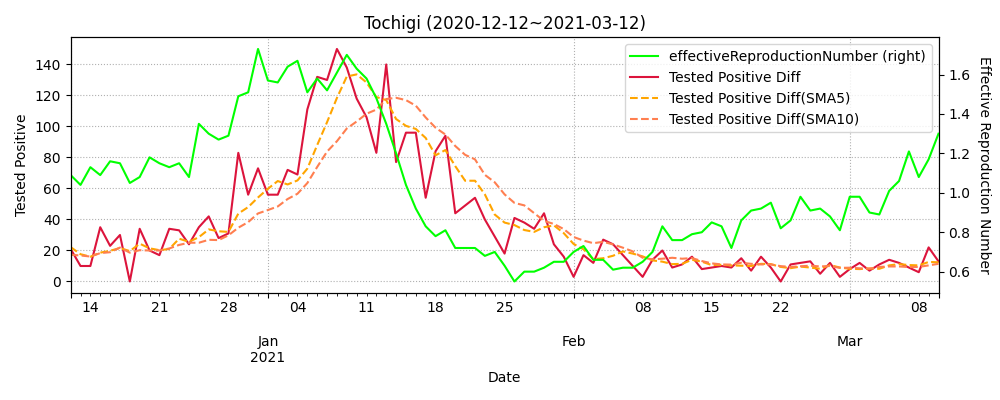 Tochigi (2020-12-12~2021-03-12)
effectiveReproductionNumber (right)
Tested Positive Diff
Tested Positive Diff(SMA5)
Tested Positive Diff(SMA10)
Tested Positive
140
120
100
80
60
40
20
0
Effective Reproduction Number
1.6
1.4
1.2
1.0
0.8
0.6
14 21 28 04 11 18 25 08 15 22 08
Jan Feb Mar
2021
Date